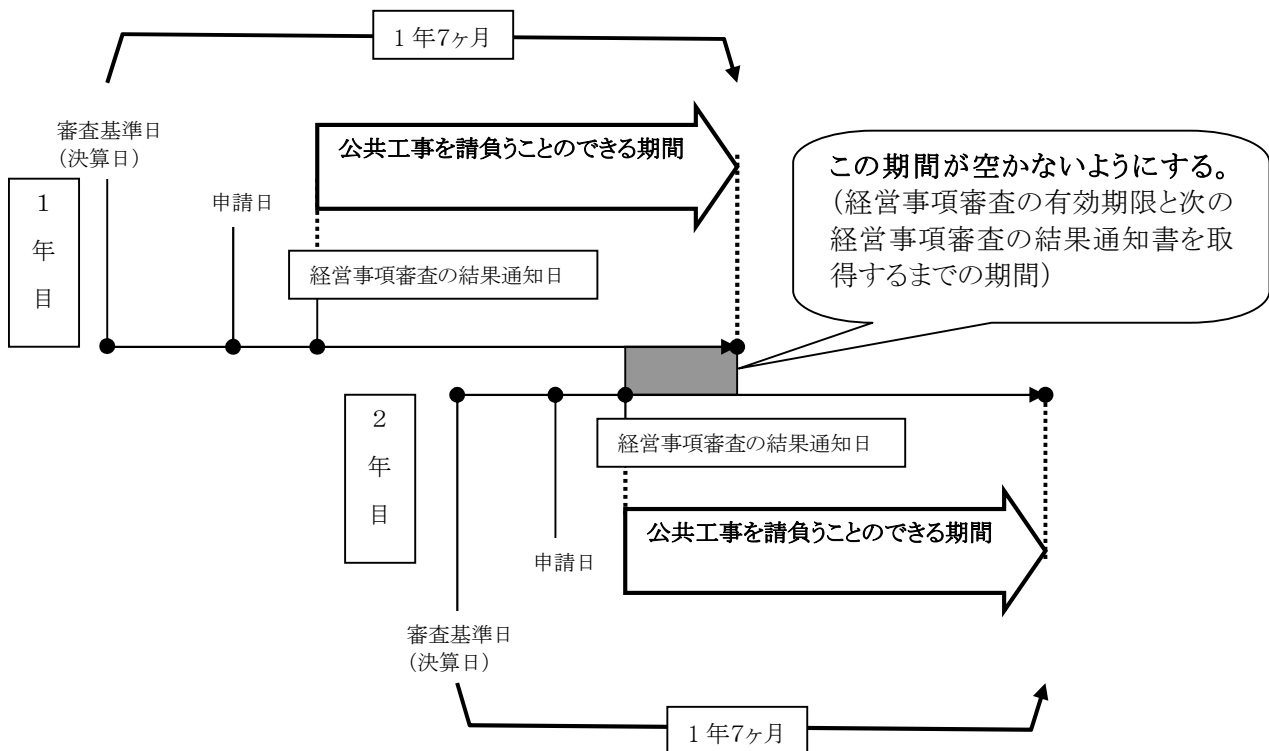 1年7ヶ月
審査基準日
(決算日)
公共工事を請負うことのできる期間
この期間が空かないようにする。
(経営事項審査の有効期限と次の
経営事項審査の結果通知書を取
得するまでの期間)
1
年
目
申請日
経営事項審査の結果通知日
2
年
目
経営事項審査の結果通知日
公共工事を請負うことのできる期間
申請日
審査基準日
(決算日)
1年7ヶ月